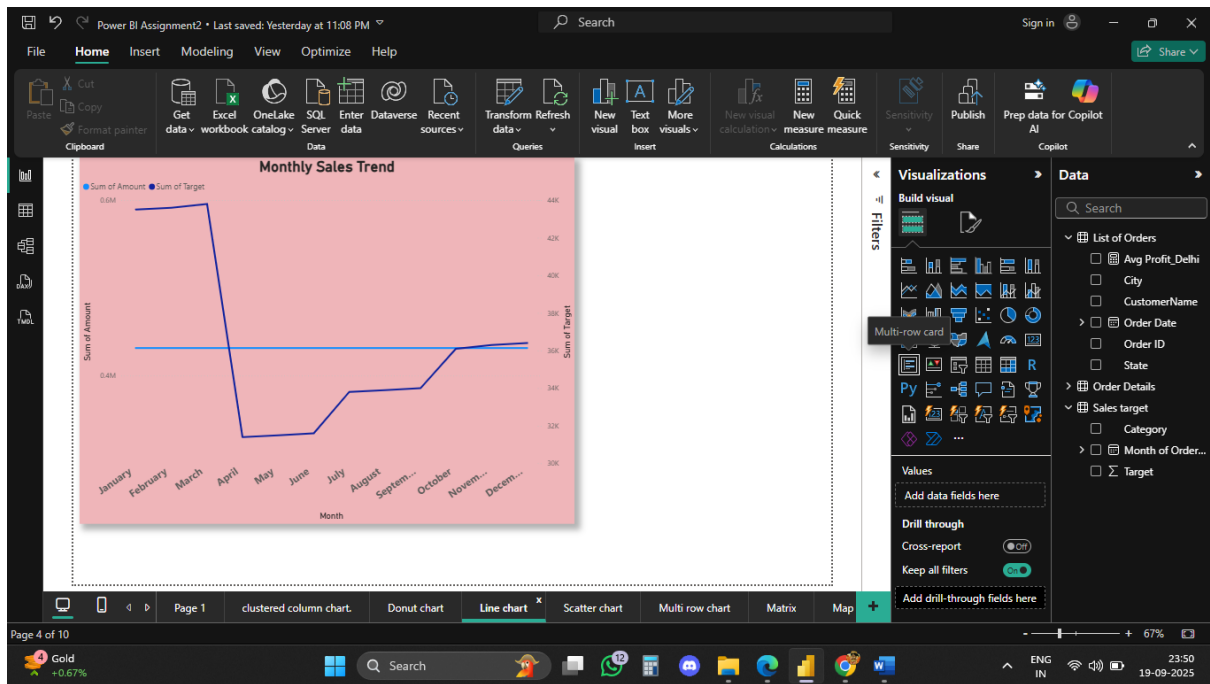 Power BI Assignment2 • Last saved: Yesterday at 11:08 PM
Search
Sign in
File Home Insert Modeling View Optimize Help
Share
Paste
Cut
Copy
Format painter
Clipboard
Get data
Excel workbook
OneLake catalog
SQL Server
Enter data
Dataverse
Recent sources
Data
Transform data
Refresh
Queries
New visual
Text box
More visuals
Insert
New visual calculation
New measure
Quick measure
Calculations
Sensitivity
Sensitivity
Publish
Share
Prep data for AI
Copilot
Copilot
DAX
TMDL
Monthly Sales Trend
Sum of Amount Sum of Target
0.6M
0.4M
44K
42K
40K
38K
36K
34K
32K
30K
Sum of Amount
Sum of Target
January February March April May June July August Septem... October Novem... Decem...
Month
Filters
Visualizations
Build visual
123
R
Py
Multi-row card
Values
Add data fields here
Drill through
Cross-report
Off
Keep all filters
On
Add drill-through fields here
Data
Search
List of Orders
Avg Profit_Delhi
City
CustomerName
Order Date
Order ID
State
Order Details
Sales target
Category
Month of Order...
Σ Target
Page 1 clustered column chart. Donut chart Line chart x Scatter chart Multi row chart Matrix Map +
Page 4 of 10
- + 67%
4
Gold
+0.67%
Search
12
ENG
IN
23:50
19-09-2025